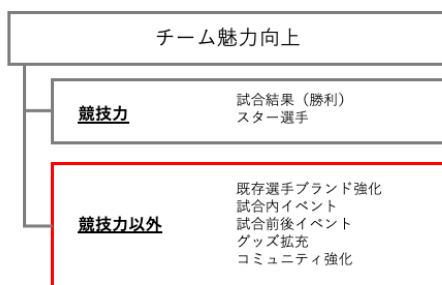 チーム魅力向上
競技力
試合結果（勝利）
スター選手
競技力以外
既存選手ブランド強化
試合内イベント
試合前後イベント
グッズ拡充
コミュニティ強化